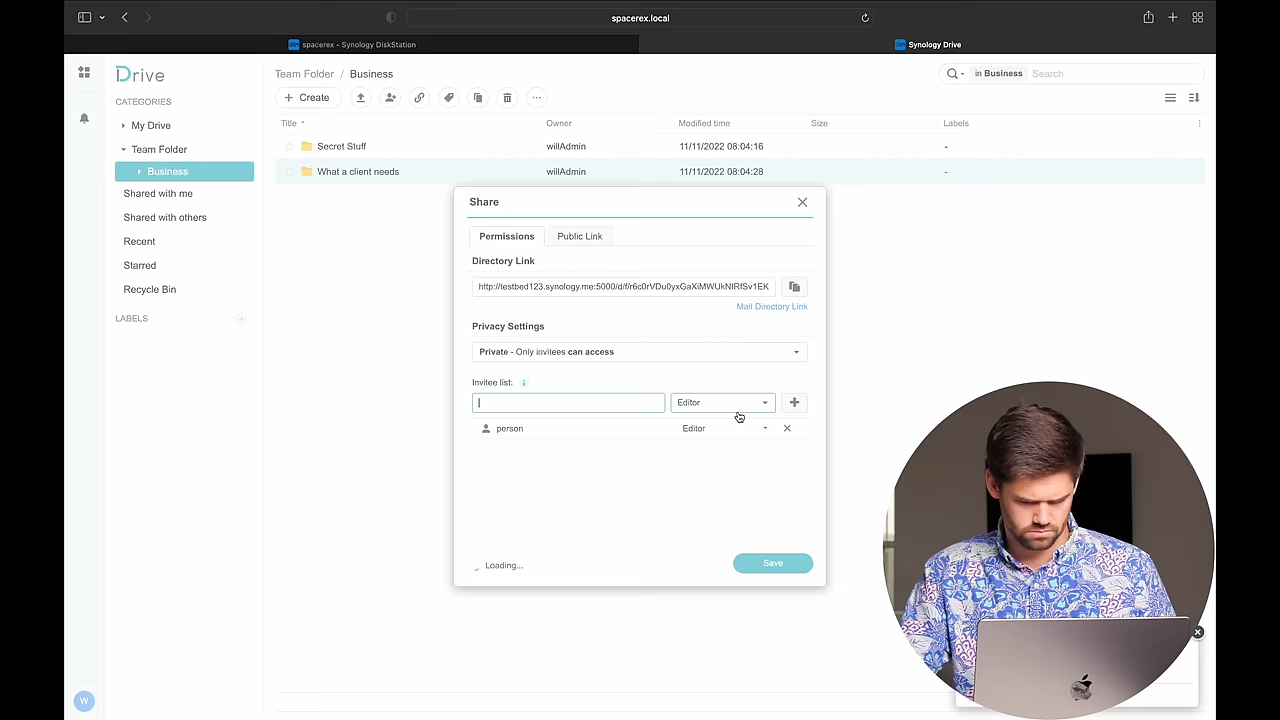 spacerex.local
spacerex - Synology DiskStation
Synology Drive
Drive
CATEGORIES
My Drive
Team Folder
Business
Shared with me
Shared with others
Recent
Starred
Recycle Bin
LABELS
W
Team Folder / Business
in Business Search
+ Create
Title Owner Modified time Size Labels
Secret Stuff willAdmin 11/11/2022 08:04:16 -
What a client needs willAdmin 11/11/2022 08:04:28 -
Share
Permissions Public Link
Directory Link
http://testbed123.synology.me:5000/d/f/r6c0rVDu0yxGaXiMWUkNIRfSv1EK
Mail Directory Link
Privacy Settings
Private - Only invitees can access
Invitee list:
Editor
person Editor
Loading...
Save